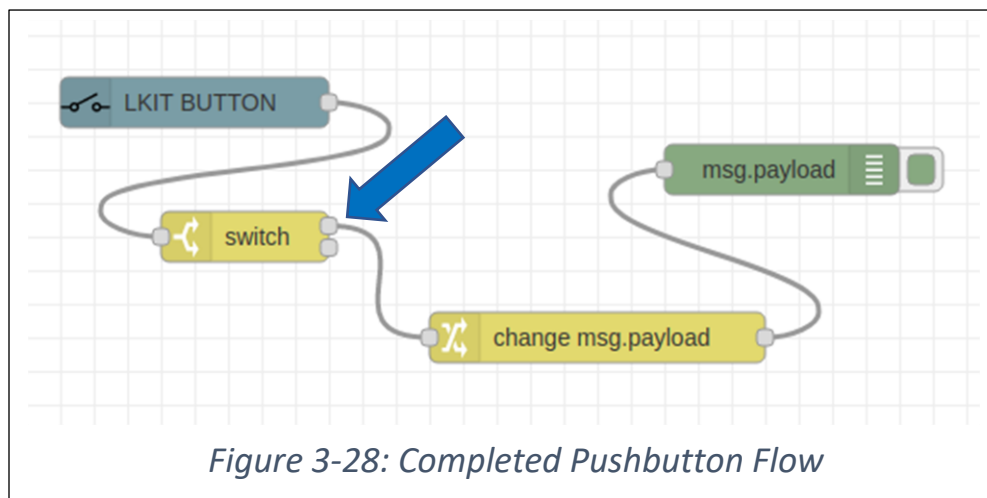 LKIT BUTTON
msg.payload
switch
change msg.payload
Figure 3-28: Completed Pushbutton Flow